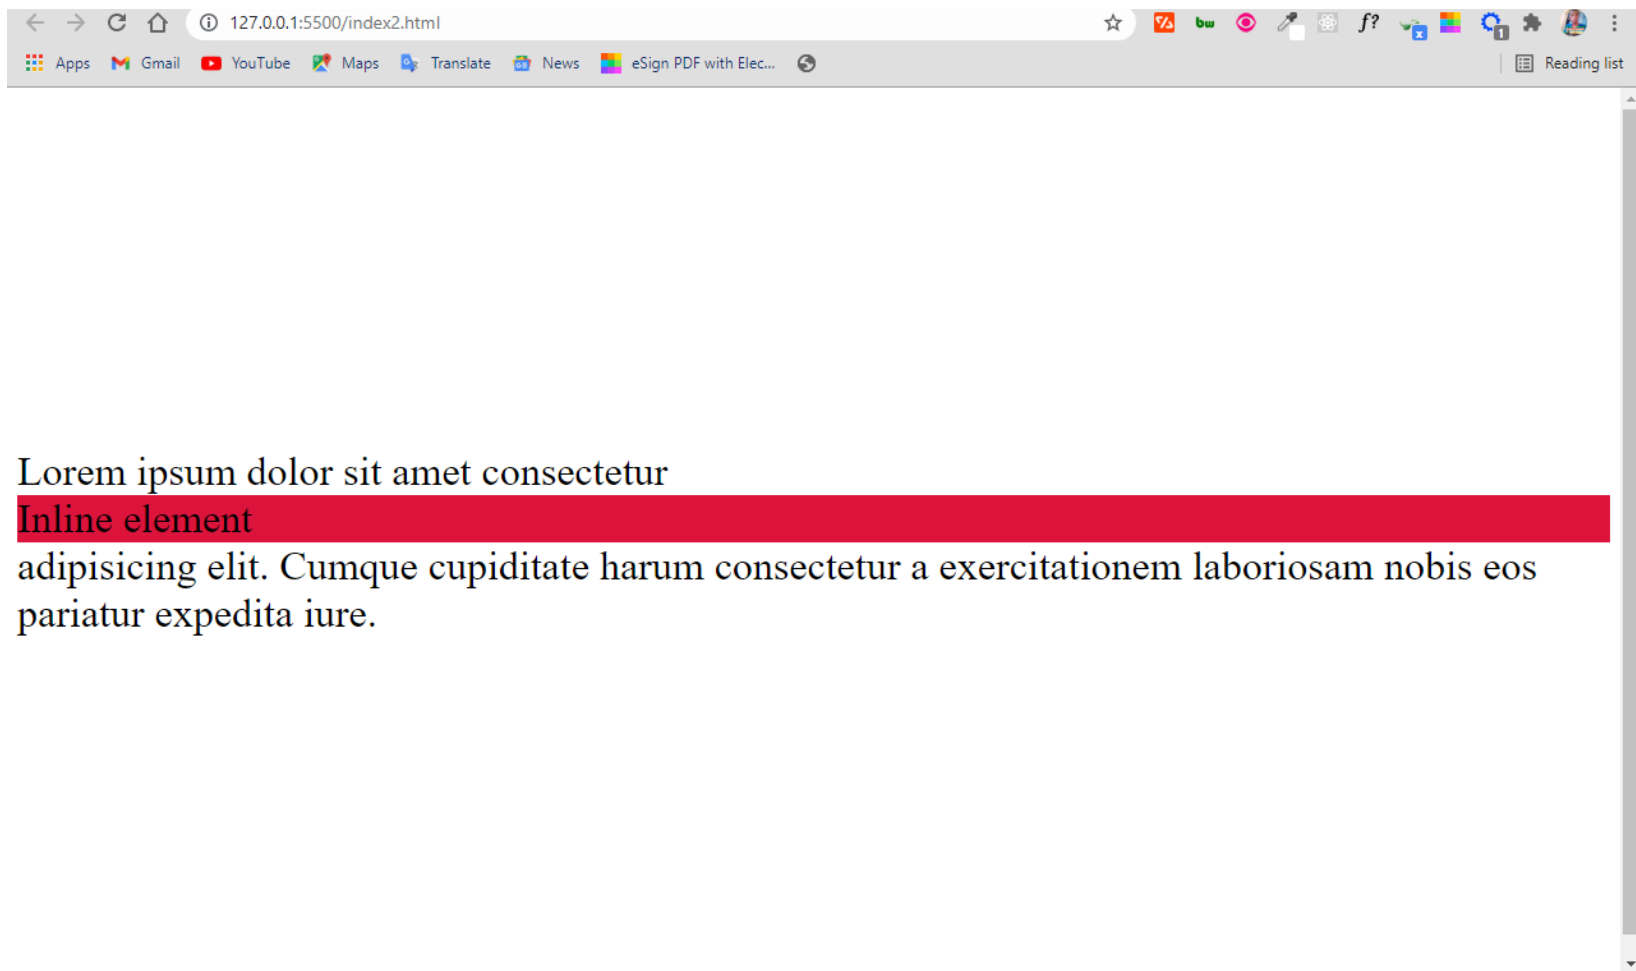 127.0.0.1:5500/index2.html
bw f? x 1
Apps Gmail YouTube Maps Translate News eSign PDF with Elec... Reading list
Lorem ipsum dolor sit amet consectetur
Inline element
adipisicing elit. Cumque cupiditate harum consectetur a exercitationem laboriosam nobis eos
pariatur expedita iure.